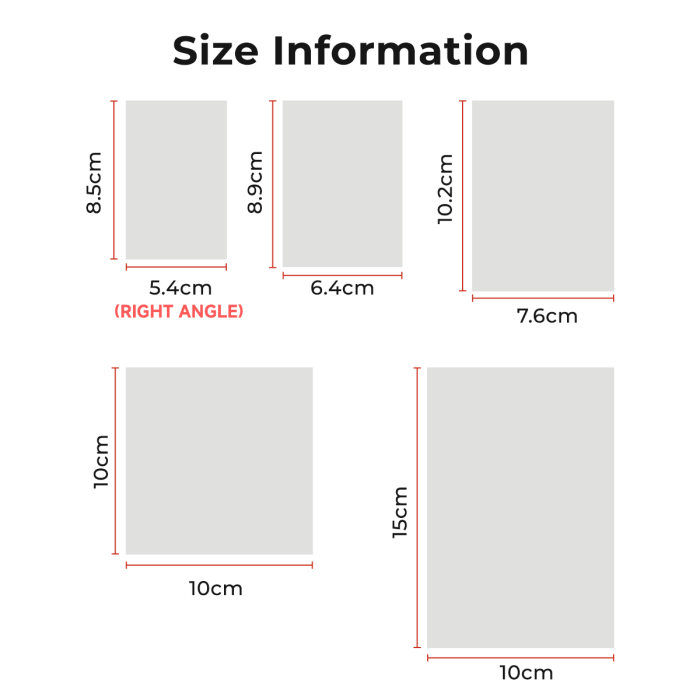 Size Information
8.5cm
5.4cm
(RIGHT ANGLE)
8.9cm
6.4cm
10.2cm
7.6cm
10cm
10cm
15cm
10cm